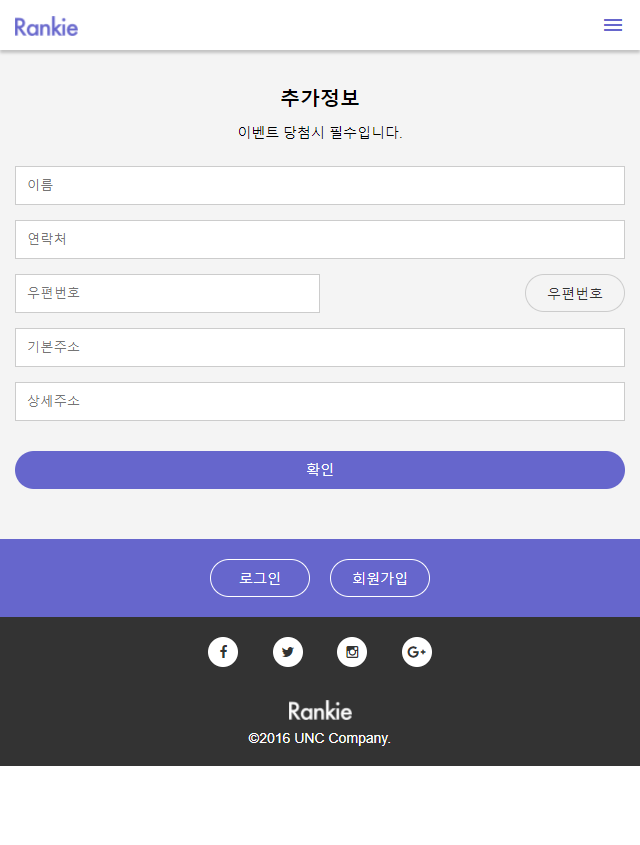 Rankie
추가정보
이벤트 당첨시 필수입니다.
이름
연락처
우편번호
우편번호
기본주소
상세주소
확인
로그인
회원가입
Rankie
©2016 UNC Company.